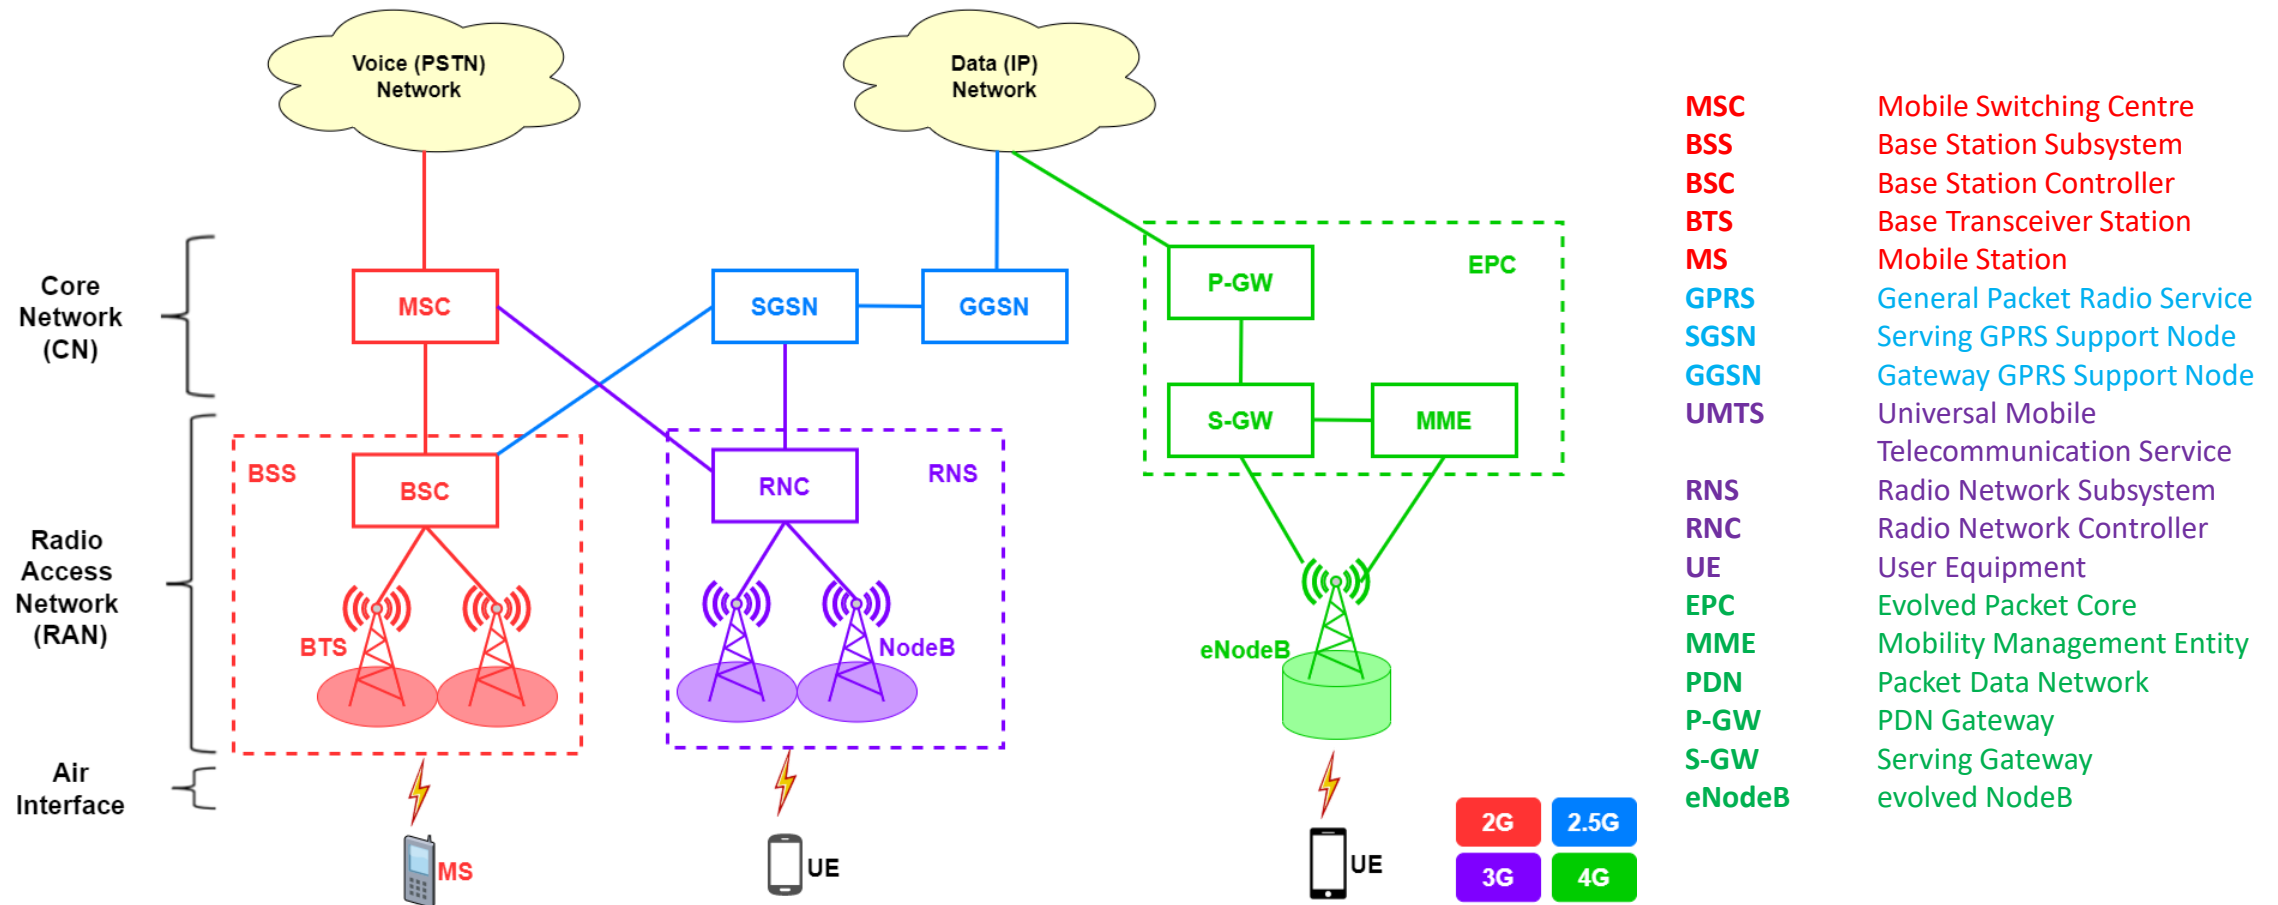 Voice (PSTN)
Network
Data (IP)
Network
Core
Network
(CN)
MSC
SGSN
GGSN
P-GW
EPC
S-GW
MME
Radio
Access
Network
(RAN)
BSS
BSC
RNC
RNS
BTS
NodeB
eNodeB
Air
Interface
MS
UE
UE
2G
2.5G
3G
4G
MSC Mobile Switching Centre
BSS Base Station Subsystem
BSC Base Station Controller
BTS Base Transceiver Station
MS Mobile Station
GPRS General Packet Radio Service
SGSN Serving GPRS Support Node
GGSN Gateway GPRS Support Node
UMTS Universal Mobile
Telecommunication Service
RNS Radio Network Subsystem
RNC Radio Network Controller
UE User Equipment
EPC Evolved Packet Core
MME Mobility Management Entity
PDN Packet Data Network
P-GW PDN Gateway
S-GW Serving Gateway
eNodeB evolved NodeB